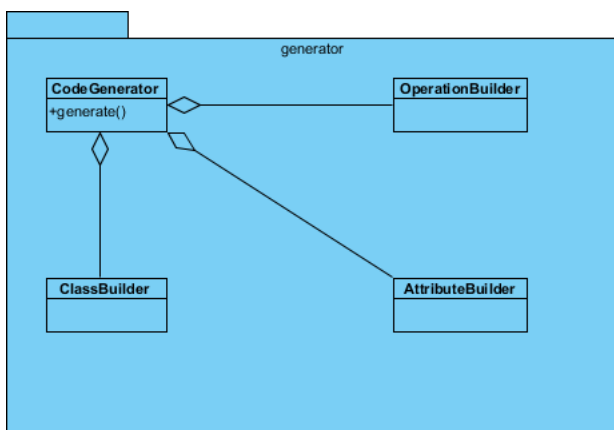 generator
CodeGenerator
+generate()
OperationBuilder
ClassBuilder
AttributeBuilder